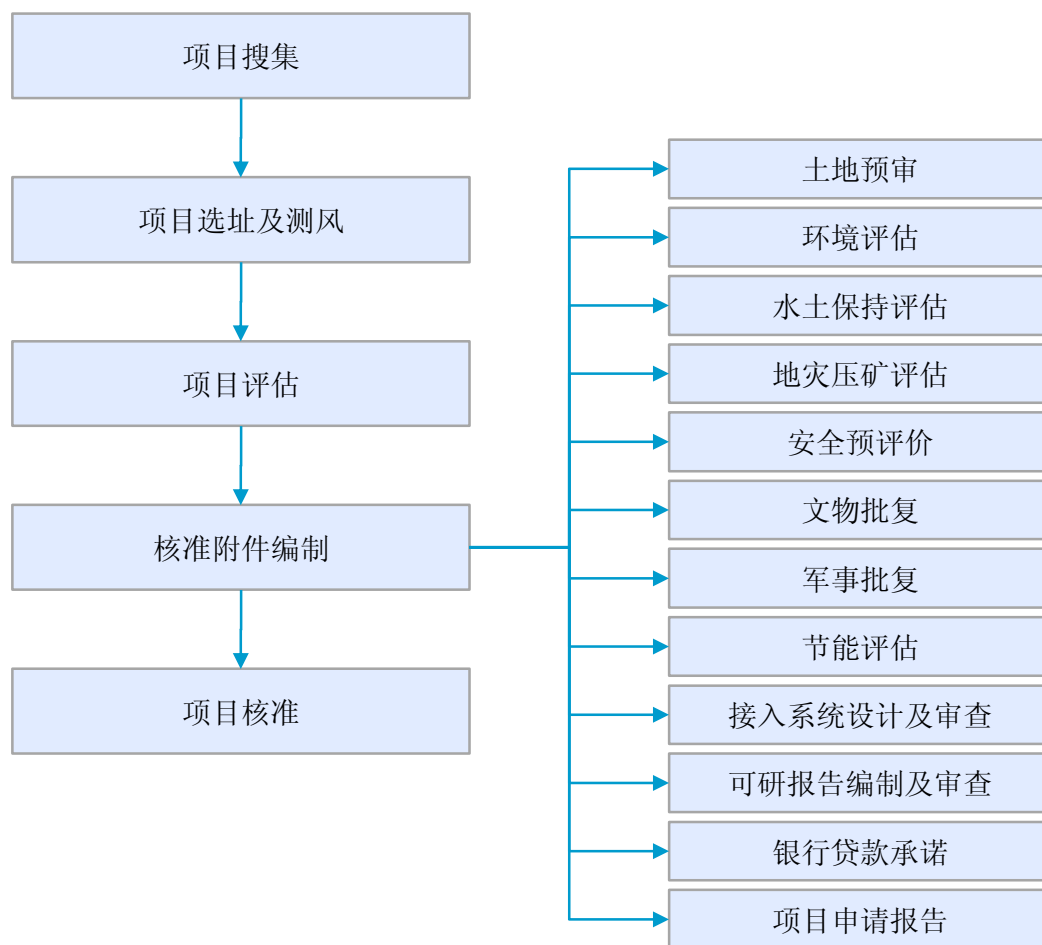 项目搜集
项目选址及测风
项目评估
核准附件编制
项目核准
土地预审
环境评估
水土保持评估
地灾压矿评估
安全预评价
文物批复
军事批复
节能评估
接入系统设计及审查
可研报告编制及审查
银行贷款承诺
项目申请报告